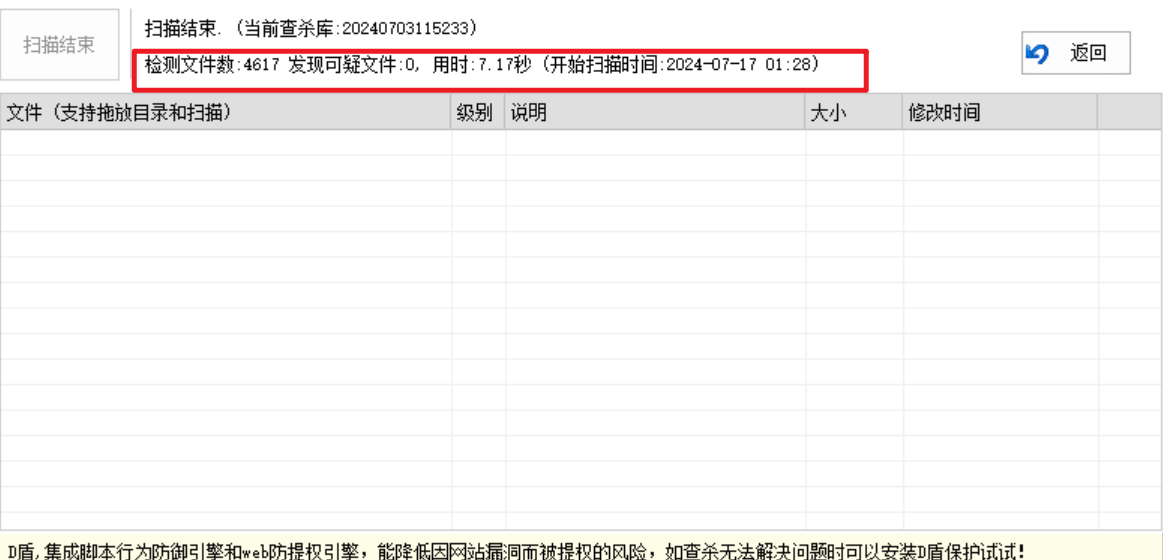 扫描结束
扫描结束. (当前查杀库:20240703115233)
检测文件数:4617 发现可疑文件:0, 用时:7.17秒 (开始扫描时间:2024-07-17 01:28)
返回
文件 (支持拖放目录和扫描) 级别 说明 大小 修改时间
D盾,集成脚本行为防御引擎和web防提权引擎，能降低因网站漏洞而被提权的风险，如查杀无法解决问题时可以安装D盾保护试试!